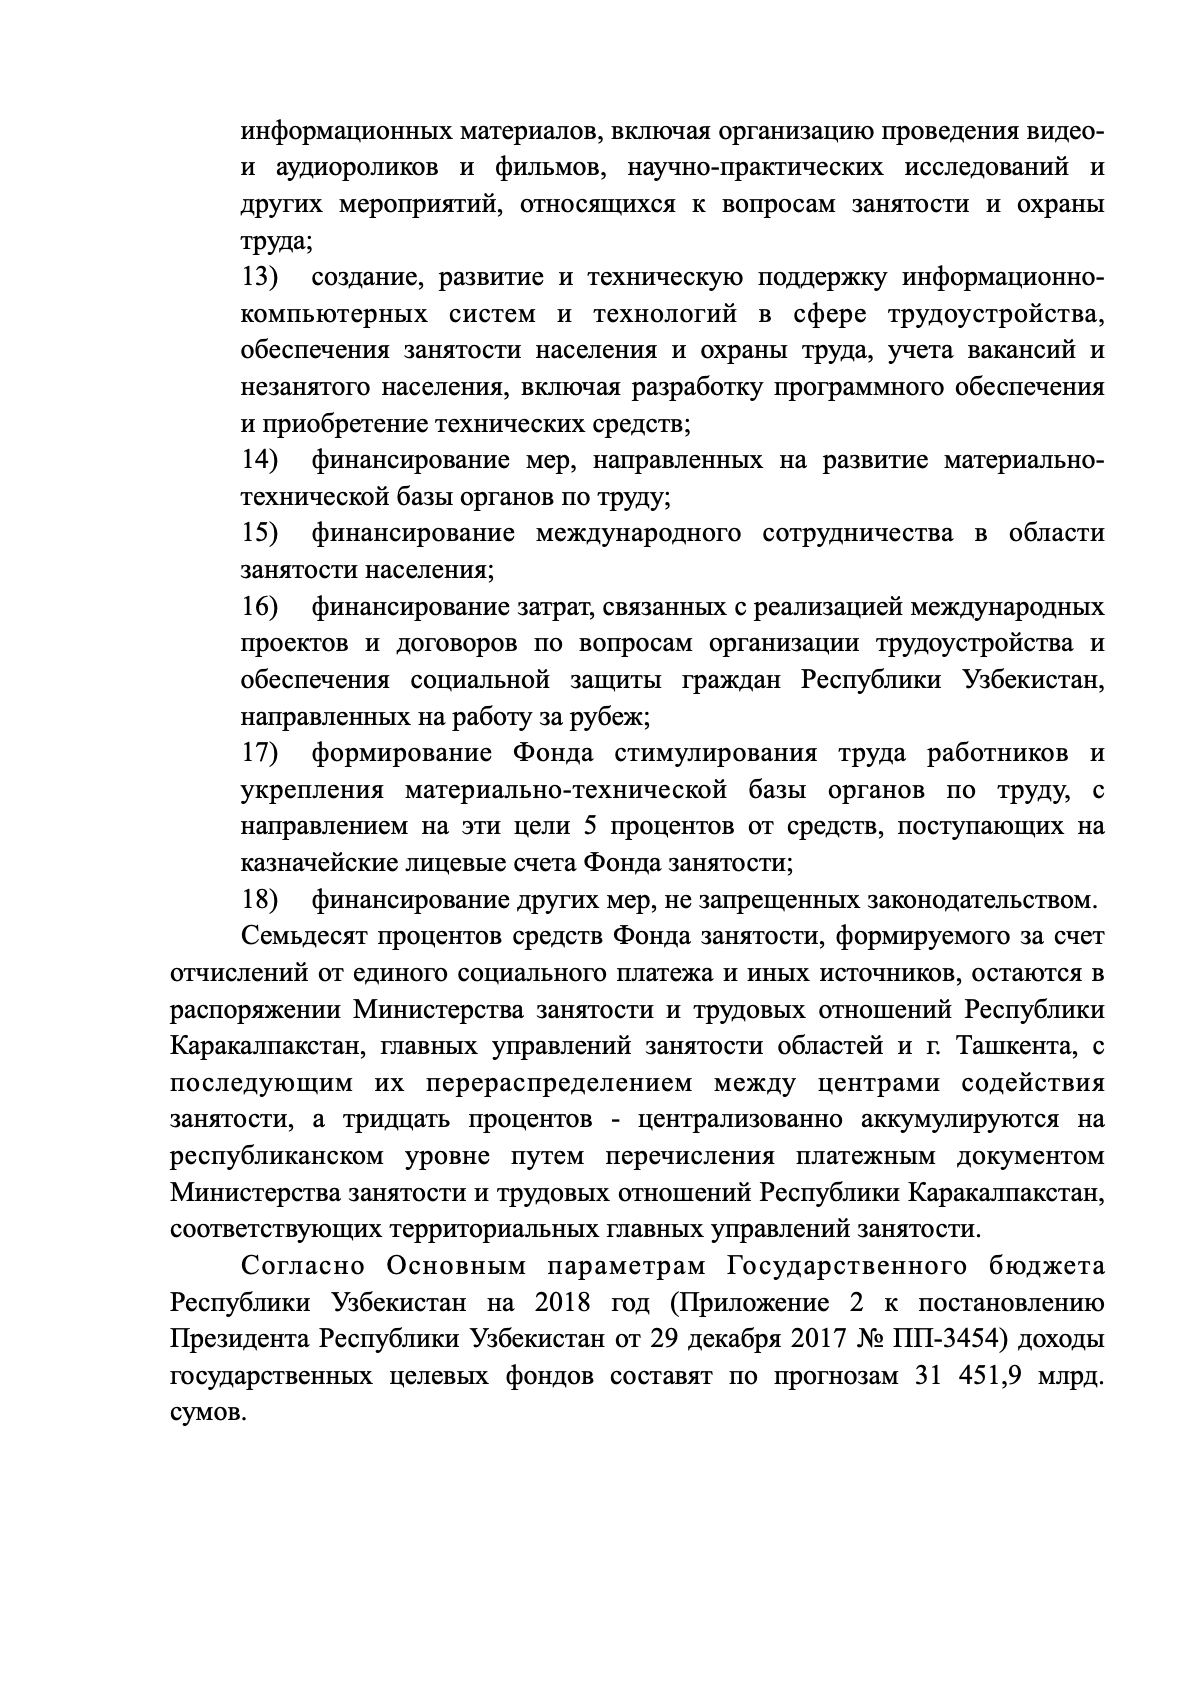 информационных материалов, включая организацию проведения видео-
и аудиороликов и фильмов, научно-практических исследований и
других мероприятий, относящихся к вопросам занятости и охраны
труда;
13) создание, развитие и техническую поддержку информационно-
компьютерных систем и технологий в сфере трудоустройства,
обеспечения занятости населения и охраны труда, учета вакансий и
незанятого населения, включая разработку программного обеспечения
и приобретение технических средств;
14) финансирование мер, направленных на развитие материально-
технической базы органов по труду;
15) финансирование международного сотрудничества в области
занятости населения;
16) финансирование затрат, связанных с реализацией международных
проектов и договоров по вопросам организации трудоустройства и
обеспечения социальной защиты граждан Республики Узбекистан,
направленных на работу за рубеж;
17) формирование Фонда стимулирования труда работников и
укрепления материально-технической базы органов по труду, с
направлением на эти цели 5 процентов от средств, поступающих на
казначейские лицевые счета Фонда занятости;
18) финансирование других мер, не запрещенных законодательством.
Семьдесят процентов средств Фонда занятости, формируемого за счет
отчислений от единого социального платежа и иных источников, остаются в
распоряжении Министерства занятости и трудовых отношений Республики
Каракалпакстан, главных управлений занятости областей и г. Ташкента, с
последующим их перераспределением между центрами содействия
занятости, а тридцать процентов - централизованно аккумулируются на
республиканском уровне путем перечисления платежным документом
Министерства занятости и трудовых отношений Республики Каракалпакстан,
соответствующих территориальных главных управлений занятости.
Согласно Основным параметрам Государственного бюджета
Республики Узбекистан на 2018 год (Приложение 2 к постановлению
Президента Республики Узбекистан от 29 декабря 2017 № ПП-3454) доходы
государственных целевых фондов составят по прогнозам 31 451,9 млрд.
сумов.